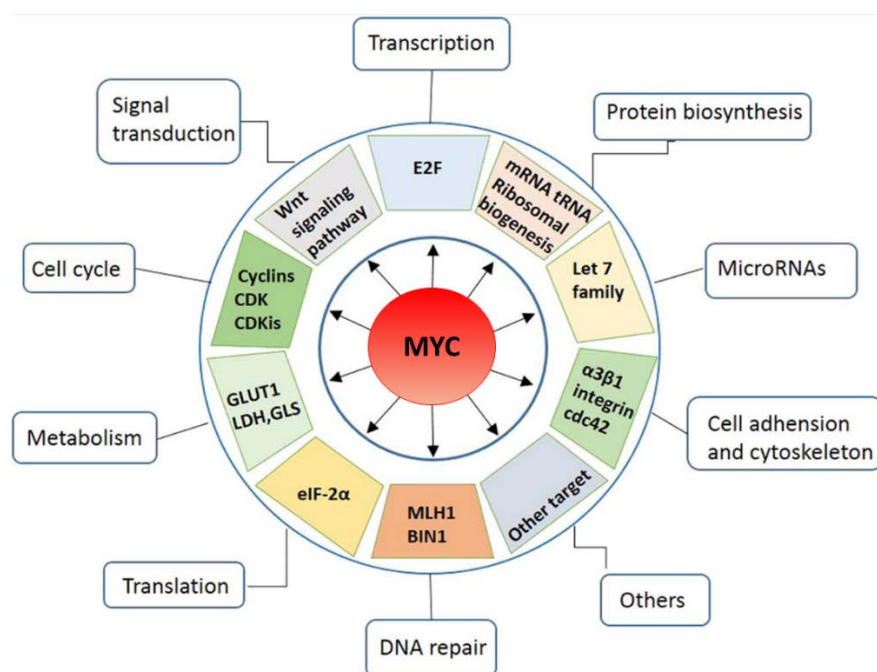 Transcription
Signal
transduction
Protein biosynthesis
E2F
mRNA tRNA
Ribosomal
biogenesis
Wnt
signaling
pathway
Cell cycle
Cyclins
CDK
CDKis
Let 7
family
MicroRNAs
MYC
GLUT1
LDH,GLS
α3β1
integrin
cdc42
Metabolism
Cell adhension
and cytoskeleton
eIF-2α
MLH1
BIN1
Other target
Translation
Others
DNA repair